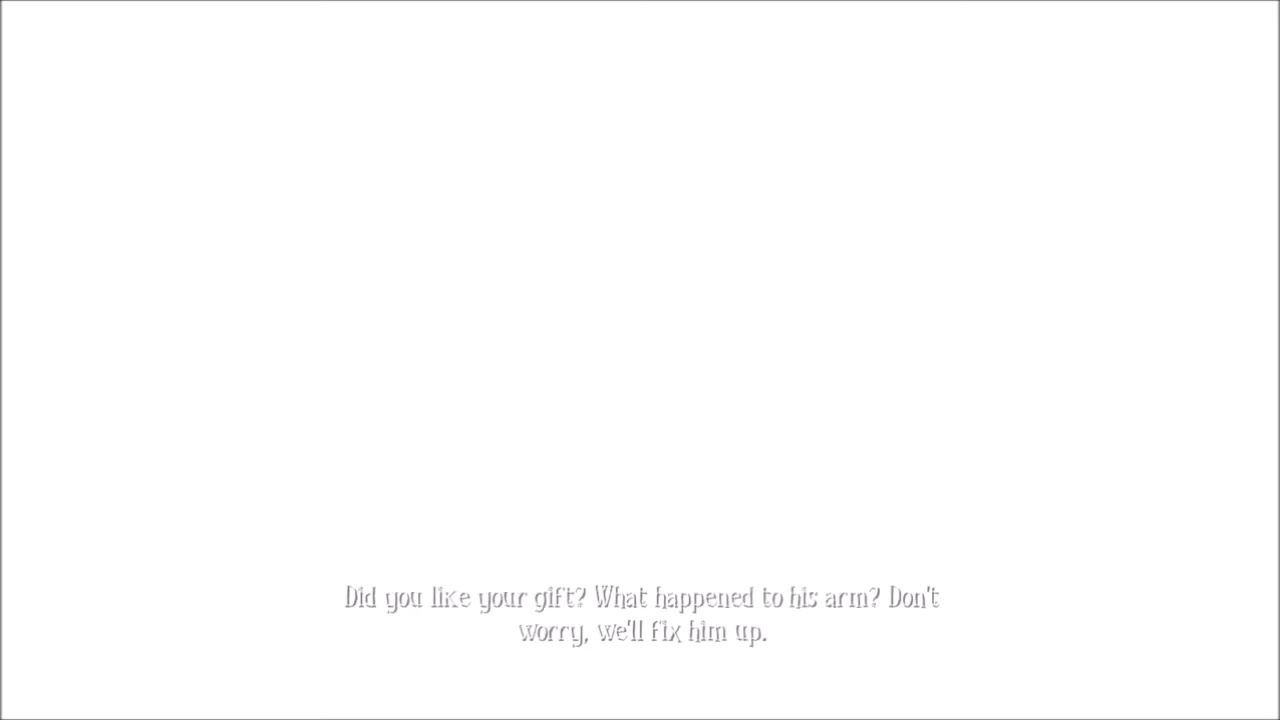 Did you like your gift? What happened to his arm? Don't
worry, we'll fix him up.